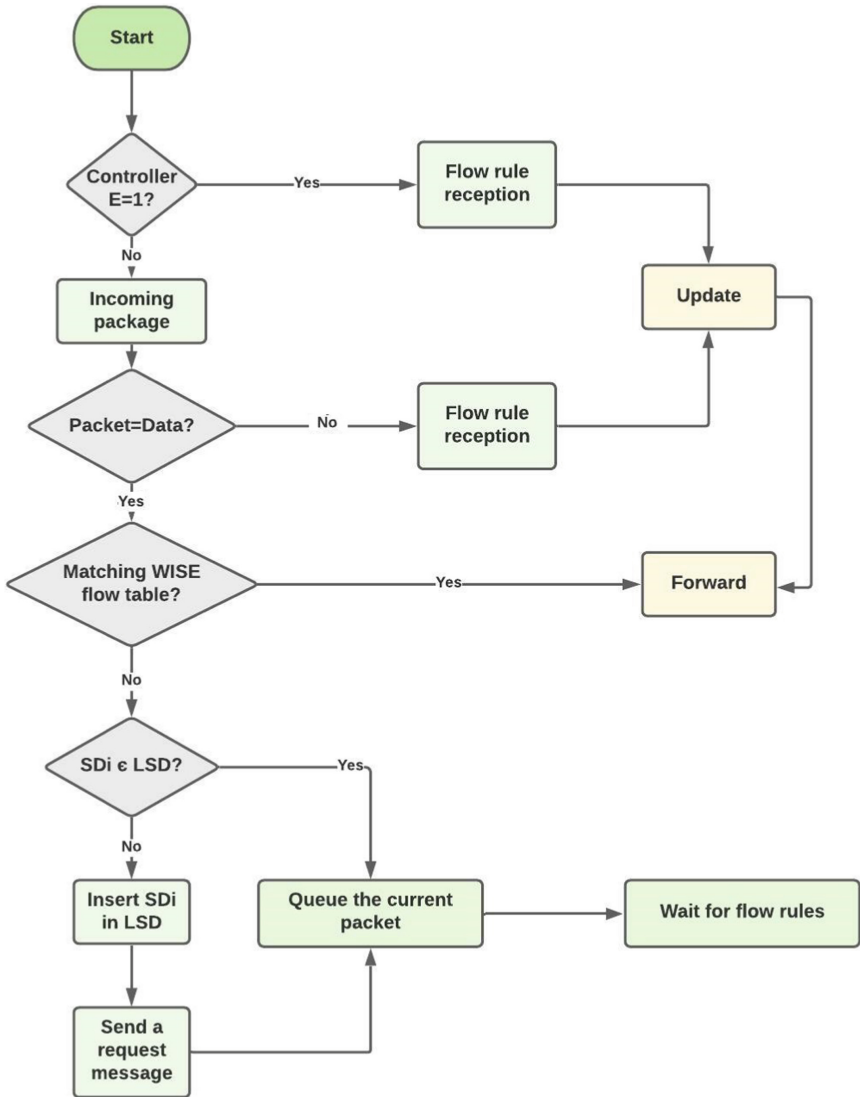 Start
Controller
E=1?
Yes
Flow rule
reception
No
Incoming
package
Update
Packet=Data?
No
Flow rule
reception
Yes
Matching WISE
flow table?
Yes
Forward
No
SDi є LSD?
Yes
No
Insert SDi
in LSD
Queue the current
packet
Wait for flow rules
Send a
request
message